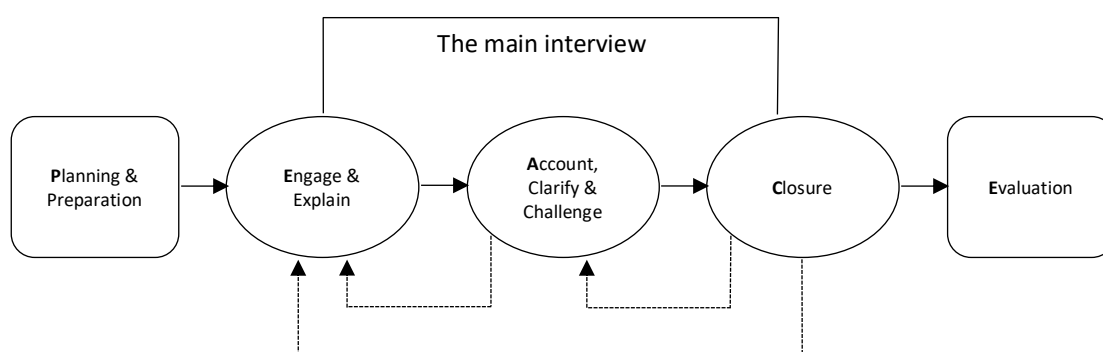 The main interview
Planning &
Preparation
Engage &
Explain
Account,
Clarify &
Challenge
Closure
Evaluation